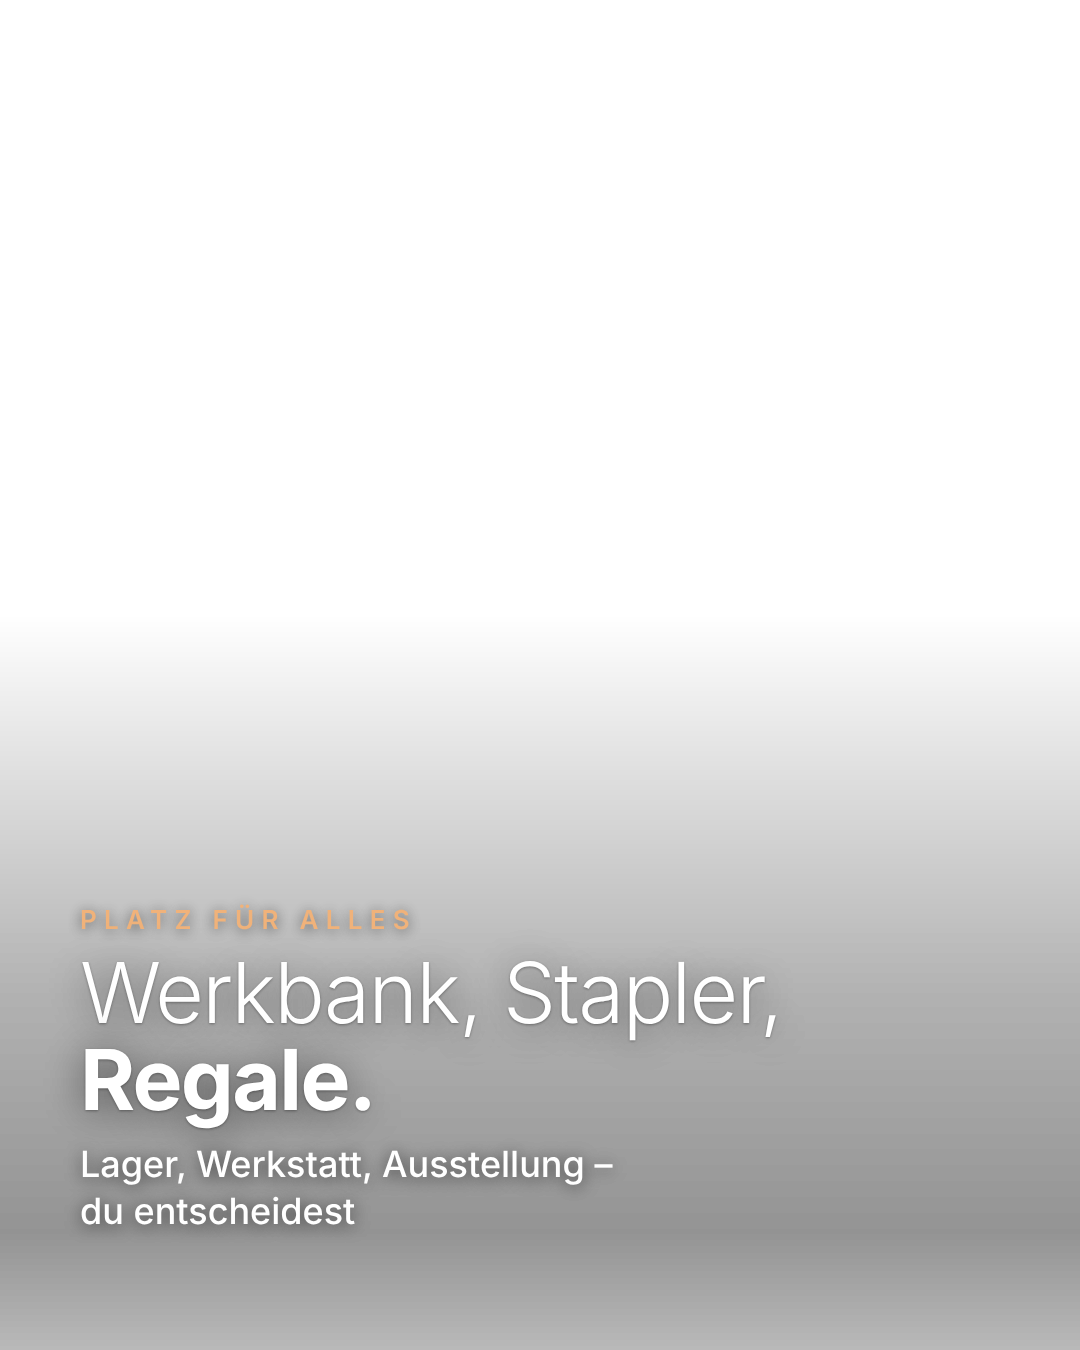 PLATZ FÜR ALLES
Werkbank, Stapler,
Regale.
Lager, Werkstatt, Ausstellung –
du entscheidest